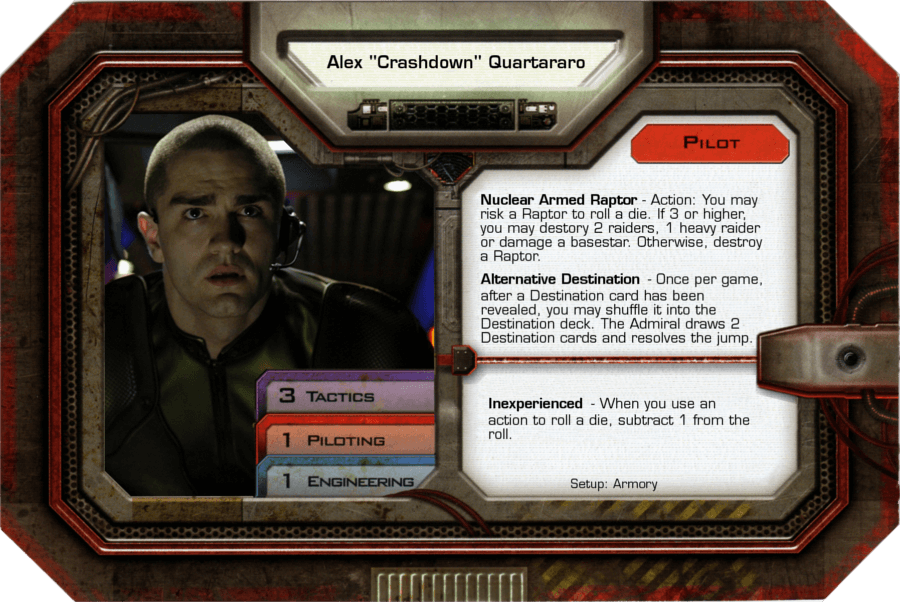 Alex "Crashdown" Quartararo
Pilot
Nuclear Armed Raptor - Action: You may
risk a Raptor to roll a die. If 3 or higher,
you may destory 2 raiders, 1 heavy raider
or damage a basestar. Otherwise, destroy
a Raptor.
Alternative Destination - Once per game,
after a Destination card has been
revealed, you may shuffle it into the
Destination deck. The Admiral draws 2
Destination cards and resolves the jump.
Inexperienced - When you use an
action to roll a die, subtract 1 from the
roll.
Setup: Armory
3 Tactics
1 Piloting
1 Engineering